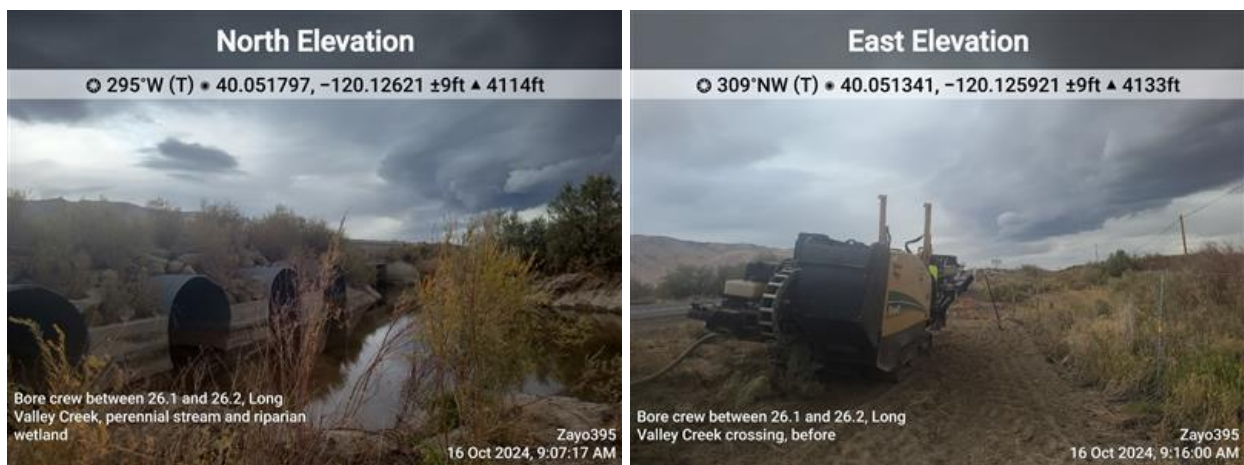 North Elevation
295°W (T) ● 40.051797, −120.12621 ±9ft ▲ 4114ft
Bore crew between 26.1 and 26.2, Long
Valley Creek, perennial stream and riparian
wetland
Zayo395
16 Oct 2024, 9:07:17 AM
East Elevation
309°NW (T) ● 40.051341, −120.125921 ±9ft ▲ 4133ft
Bore crew between 26.1 and 26.2, Long
Valley Creek crossing, before
Zayo395
16 Oct 2024, 9:16:00 AM